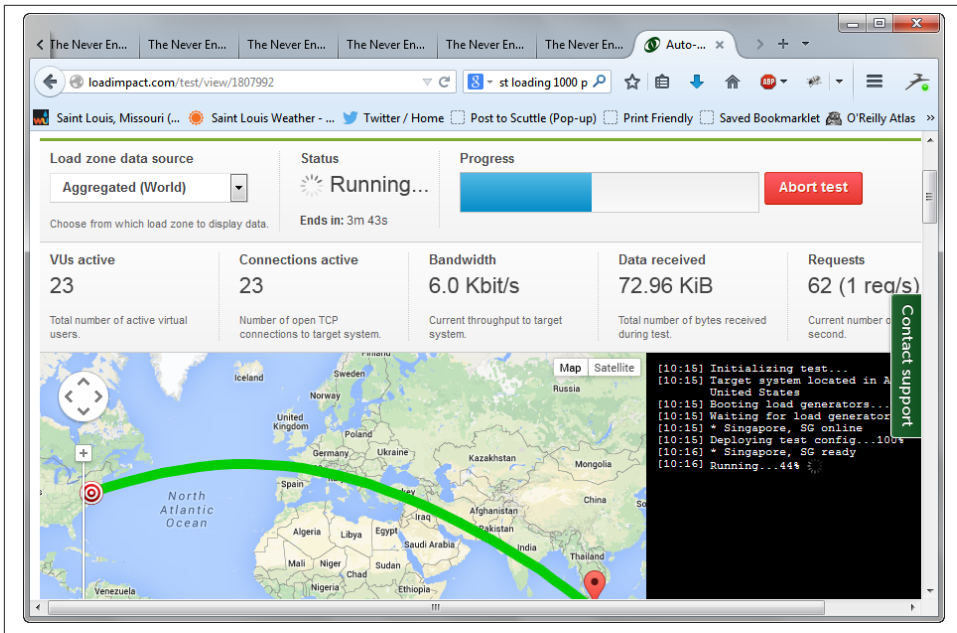 The Never En... The Never En... The Never En... The Never En... The Never En... The Never En... Auto-... ×
loadimpact.com/test/view/1807992 st loading 1000 p ABP
Saint Louis, Missouri (... Saint Louis Weather - ... Twitter / Home Post to Scuttle (Pop-up) Print Friendly Saved Bookmarklet O'Reilly Atlas »
Load zone data source Status Progress
Aggregated (World) Running... Abort test
Choose from which load zone to display data. Ends in: 3m 43s
VUs active Connections active Bandwidth Data received Requests
23 23 6.0 Kbit/s 72.96 KiB 62 (1 req/s)
Total number of active virtual Number of open TCP Current throughput to target Total number of bytes received Current number
users. connections to target system. system. during test. second.
Contact support
Map Satellite
Iceland Sweden Finland
Norway Russia
United
Kingdom
Poland
Germany Ukraine Kazakhstan Mongolia
Spain
North
Atlantic
Ocean
Iraq Afghanistan China
Algeria Libya Egypt Pakistan
Saudi Arabia India Thailand
Mali Niger Sudan
Chad
Nigeria Ethiopia
Venezuela
[10:15] Initializing test...
[10:15] Target system located in A
United States
[10:15] Booting load generators...
[10:15] Waiting for load generator
[10:15] * Singapore, SG online
[10:15] Deploying test config...100%
[10:16] * Singapore, SG ready
[10:16] Running...44%